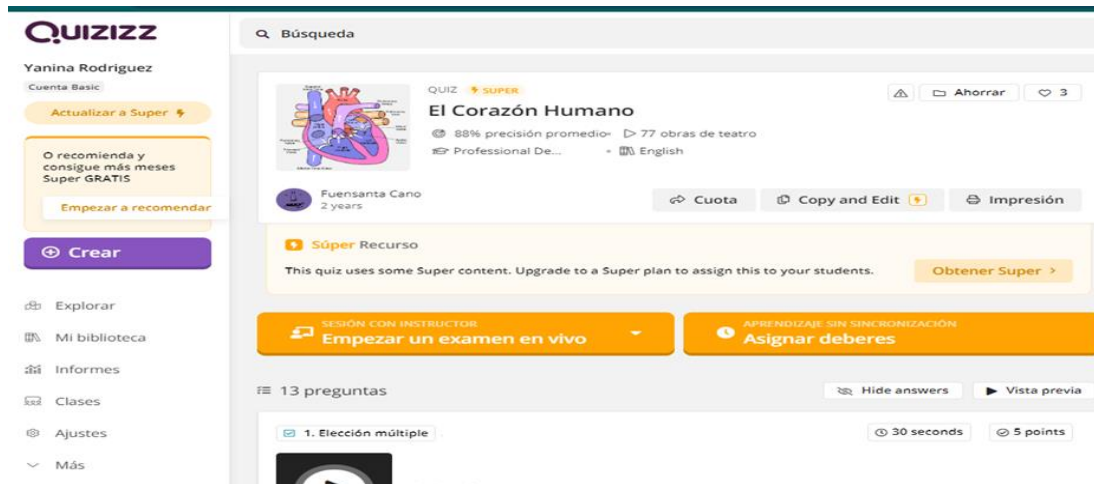 QUIZIZZ
Búsqueda
Yanina Rodriguez
Cuenta Basic
Actualizar a Super
O recomienda y
consigue más meses
Super GRATIS
Empezar a recomendar
Crear
Explorar
Mi biblioteca
Informes
Clases
Ajustes
Más
QUIZ SUPER
El Corazón Humano
88% precisión promedio 77 obras de teatro
Professional De... English
Ahorrar 3
Fuensanta Cano
2 years
Cuota Copy and Edit Impresión
Súper Recurso
This quiz uses some Super content. Upgrade to a Super plan to assign this to your students. Obtener Super >
SESIÓN CON INSTRUCTOR
Empezar un examen en vivo
APRENDIZAJE SIN SINCRONIZACIÓN
Asignar deberes
13 preguntas Hide answers Vista previa
1. Elección múltiple 30 seconds 5 points